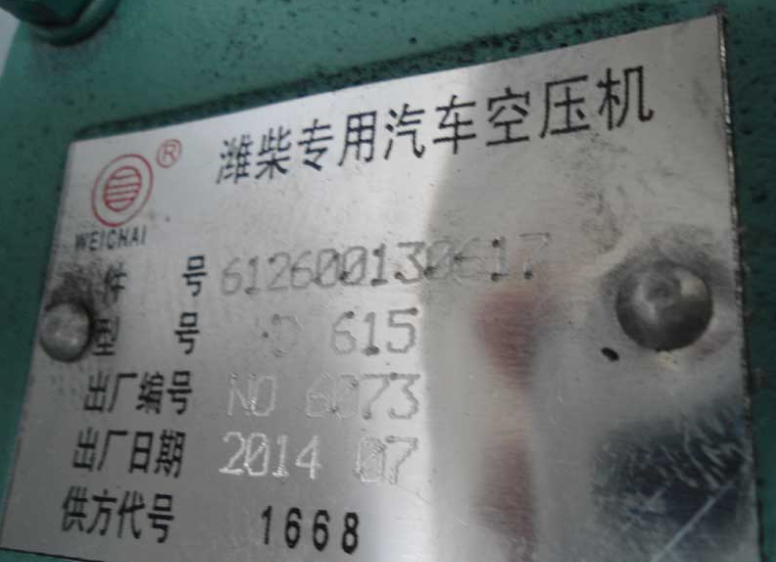 潍柴专用汽车空压机
®
WEICHAI
件 号 612600130617
型 号 615
出厂编号 NO 6073
出厂日期 2014 07
供方代号 1668